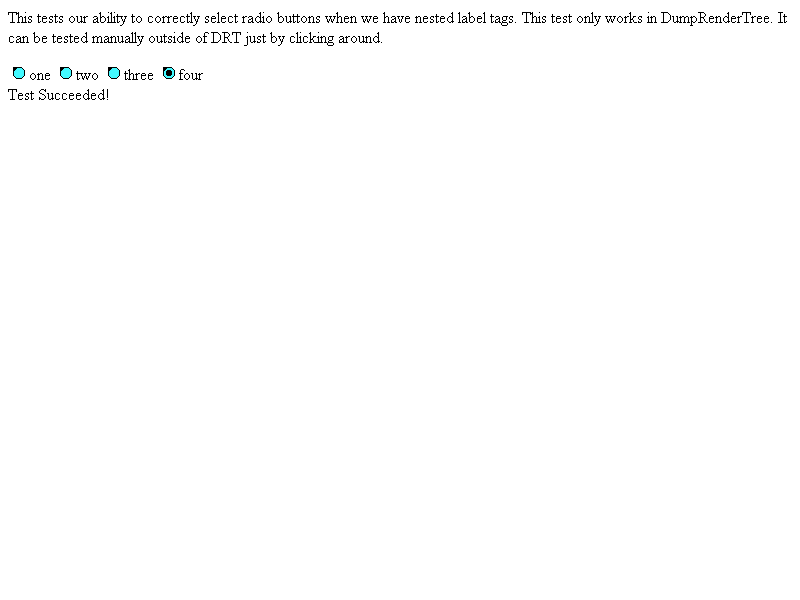 This tests our ability to correctly select radio buttons when we have nested label tags. This test only works in DumpRenderTree. It
can be tested manually outside of DRT just by clicking around.
one two three four
Test Succeeded!